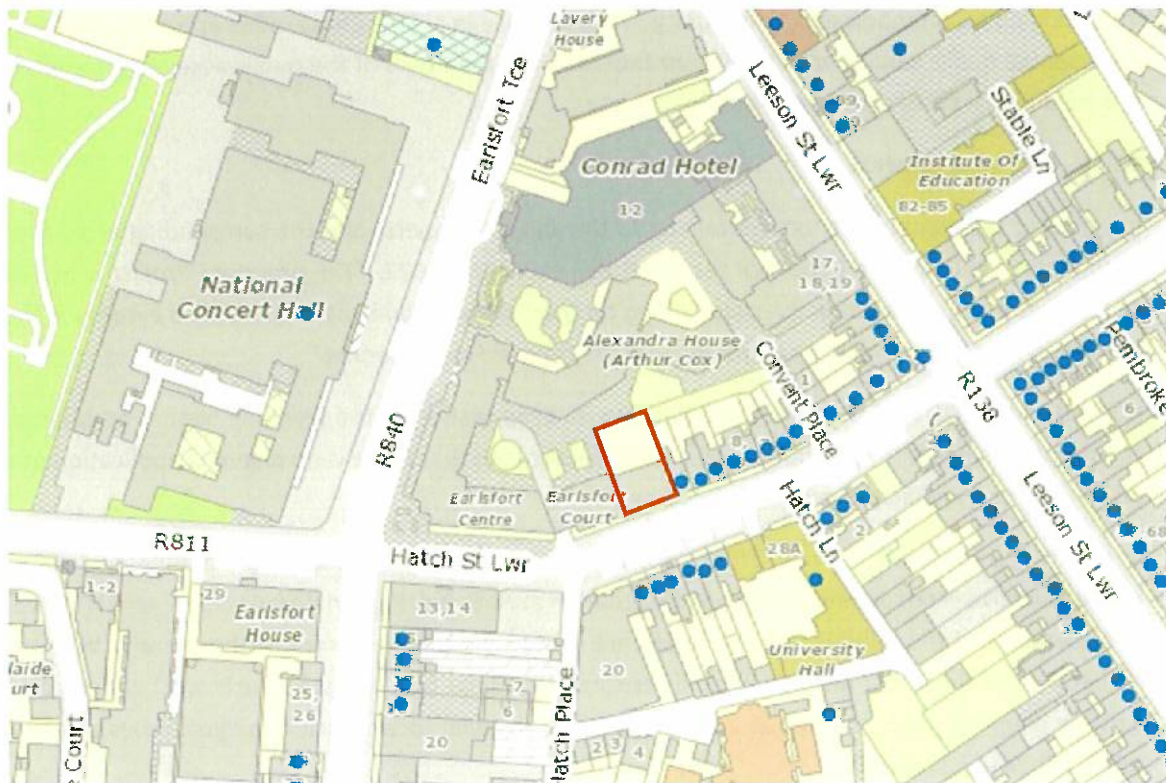 Lavery
House
Earlsfort Tce
Leeson St Lwr
Stable Ln
Conrad Hotel
12
Institute Of
Education
82-85
National
Concert Hall
17,
18,19
Alexandra House
(Arthur Cox)
Convent Place
1
8
R138
Pembroke
6
R840
Earlsfort
Centre
Earlsfort
Court
Hatch Ln
2
Leeson St Lwr
68
R811
Hatch St Lwr
28A
1-2
29
Earlsfort
House
13,14
University
Hall
20
25
26
7
6
20
Hatch Place
2
3
4